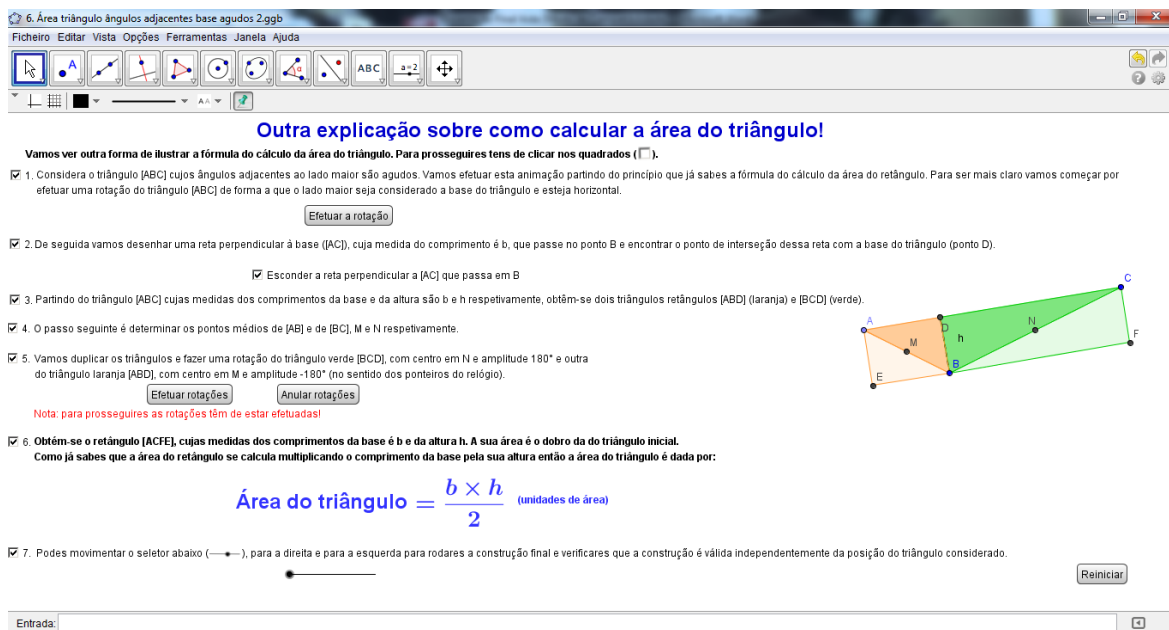 6. Área triângulo ângulos adjacentes base agudos 2.ggb
Ficheiro Editar Vista Opções Ferramentas Janela Ajuda
A
ABC
a=2
AA
Outra explicação sobre como calcular a área do triângulo!
Vamos ver outra forma de ilustrar a fórmula do cálculo da área do triângulo. Para prosseguires tens de clicar nos quadrados ( ).
1. Considera o triângulo [ABC] cujos ângulos adjacentes ao lado maior são agudos. Vamos efetuar esta animação partindo do princípio que já sabes a fórmula do cálculo da área do retângulo. Para ser mais claro vamos começar por
efetuar uma rotação do triângulo [ABC] de forma a que o lado maior seja considerado a base do triângulo e esteja horizontal.
Efetuar a rotação
2. De seguida vamos desenhar uma reta perpendicular à base ([AC]), cuja medida do comprimento é b, que passe no ponto B e encontrar o ponto de interseção dessa reta com a base do triângulo (ponto D).
Esconder a reta perpendicular a [AC] que passa em B
3. Partindo do triângulo [ABC] cujas medidas dos comprimentos da base e da altura são b e h respetivamente, obtêm-se dois triângulos retângulos [ABD] (laranja) e [BCD] (verde).
4. O passo seguinte é determinar os pontos médios de [AB] e de [BC], M e N respetivamente.
5. Vamos duplicar os triângulos e fazer uma rotação do triângulo verde [BCD], com centro em N e amplitude 180° e outra
do triângulo laranja [ABD], com centro em M e amplitude -180° (no sentido dos ponteiros do relógio).
Efetuar rotações
Anular rotações
Nota: para prosseguires as rotações têm de estar efetuadas!
C
A
D
N
M
h
F
B
E
6. Obtém-se o retângulo [ACFE], cujas medidas dos comprimentos da base é b e da altura h. A sua área é o dobro da do triângulo inicial.
Como já sabes que a área do retângulo se calcula multiplicando o comprimento da base pela sua altura então a área do triângulo é dada por:
Área do triângulo = b × h / 2 (unidades de área)
7. Podes movimentar o seletor abaixo ( ), para a direita e para a esquerda para rodares a construção final e verificares que a construção é válida independentemente da posição do triângulo considerado.
Reiniciar
Entrada: